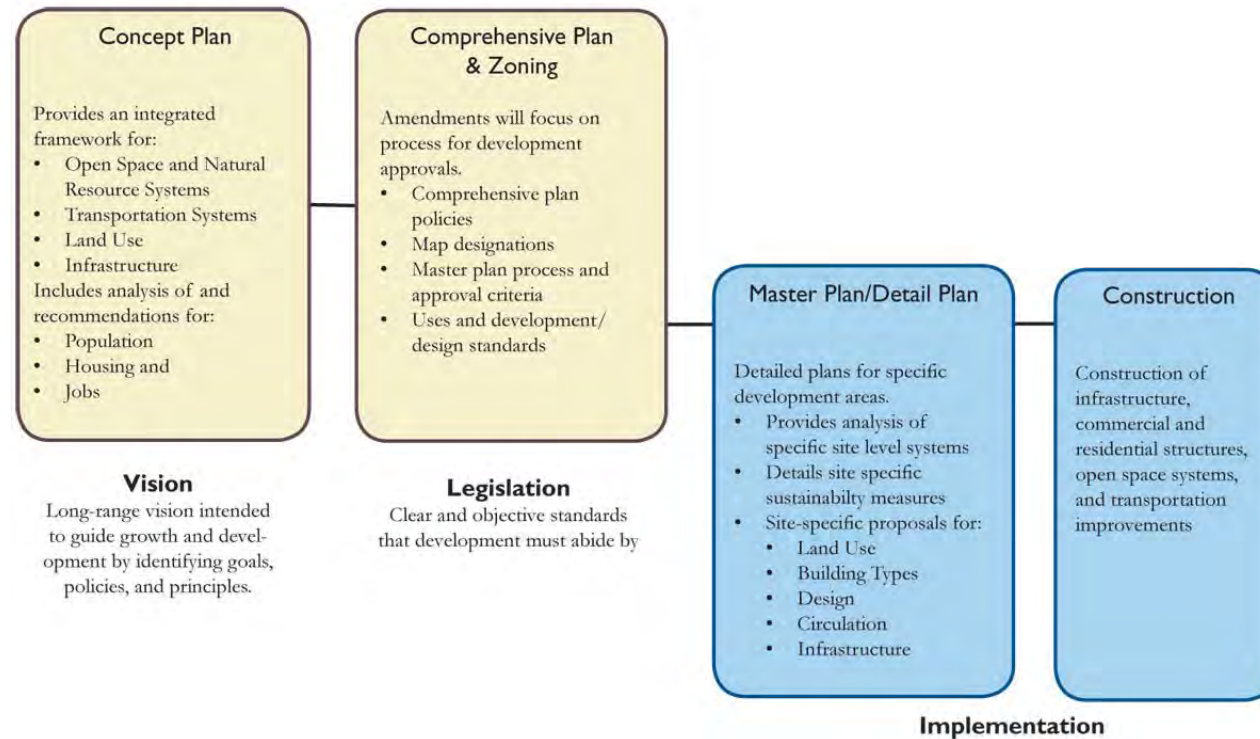 Concept Plan
Provides an integrated
framework for:
• Open Space and Natural
Resource Systems
• Transportation Systems
• Land Use
• Infrastructure
Includes analysis of and
recommendations for:
• Population
• Housing and
• Jobs
Vision
Long-range vision intended
to guide growth and devel-
opment by identifying goals,
policies, and principles.
Comprehensive Plan
& Zoning
Amendments will focus on
process for development
approvals.
• Comprehensive plan
policies
• Map designations
• Master plan process and
approval criteria
• Uses and development/
design standards
Legislation
Clear and objective standards
that development must abide by
Master Plan/Detail Plan
Detailed plans for specific
development areas.
• Provides analysis of
specific site level systems
• Details site specific
sustainabilty measures
• Site-specific proposals for:
• Land Use
• Building Types
• Design
• Circulation
• Infrastructure
Construction
Construction of
infrastructure,
commercial and
residential structures,
open space systems,
and transportation
improvements
Implementation